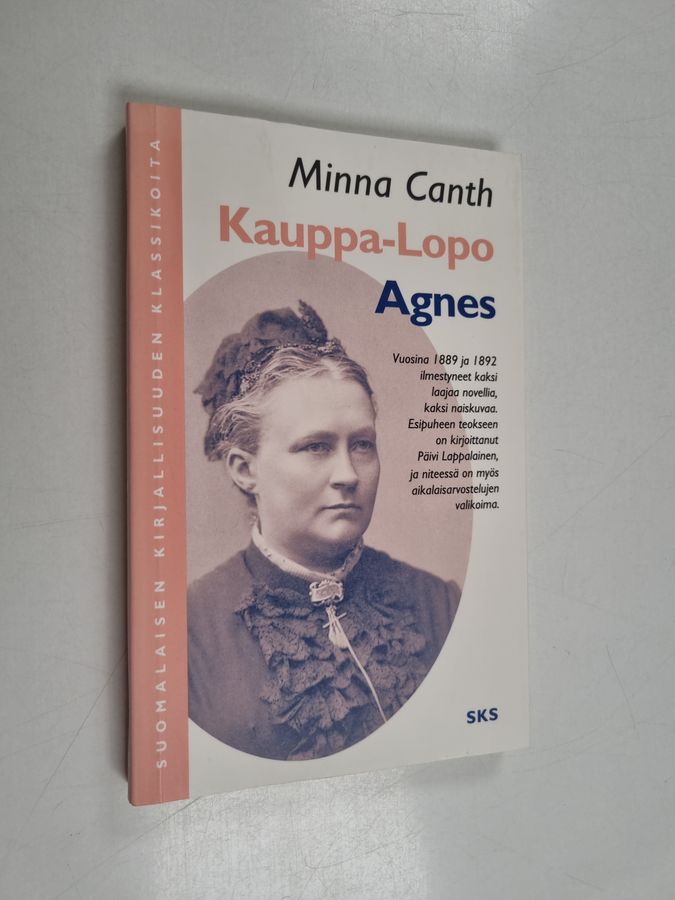 SUOMALAISEN KIRJALLISUUDEN KLASSIKOITA
Minna Canth
Kauppa-Lopo
Agnes
Vuosina 1889 ja 1892
ilmestyneet kaksi
laajaa novellia,
kaksi naiskuvaa.
Esipuheen teokseen
on kirjoittanut
Päivi Lappalainen,
ja niteessä on myös
aikalaisarvostelujen
valikoima.
SKS